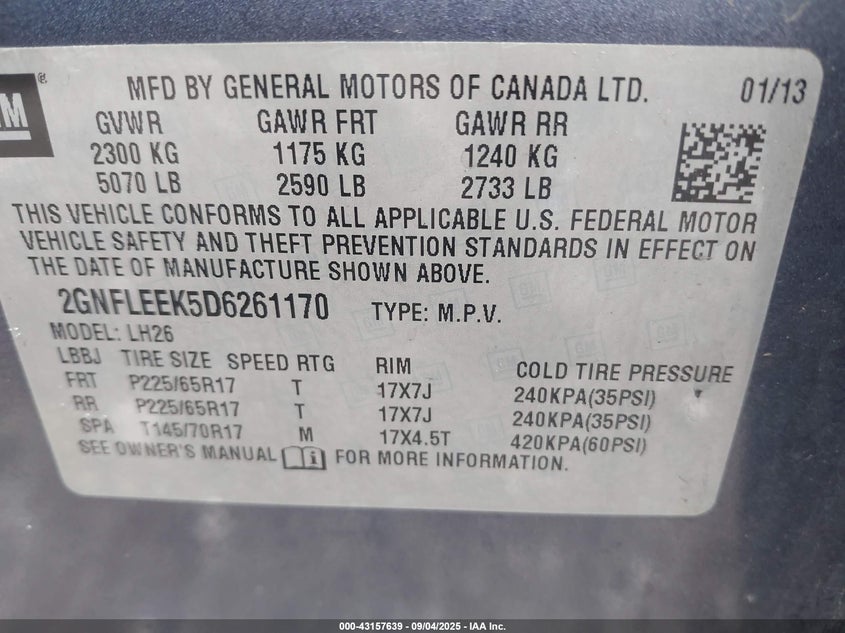 GM®
MFD BY GENERAL MOTORS OF CANADA LTD. 01/13
GVWR GAWR FRT GAWR RR
2300 KG 1175 KG 1240 KG
5070 LB 2590 LB 2733 LB
THIS VEHICLE CONFORMS TO ALL APPLICABLE U.S. FEDERAL MOTOR
VEHICLE SAFETY AND THEFT PREVENTION STANDARDS IN EFFECT ON
THE DATE OF MANUFACTURE SHOWN ABOVE.
2GNFLEEK5D6261170 TYPE: M.P.V.
MODEL: LH26
LBBJ TIRE SIZE SPEED RTG RIM COLD TIRE PRESSURE
FRT P225/65R17 T 17X7J 240KPA(35PSI)
RR P225/65R17 T 17X7J 240KPA(35PSI)
SPA T145/70R17 M 17X4.5T 420KPA(60PSI)
SEE OWNER'S MANUAL FOR MORE INFORMATION.
000-43157639 - 09/04/2025 - IAA Inc.